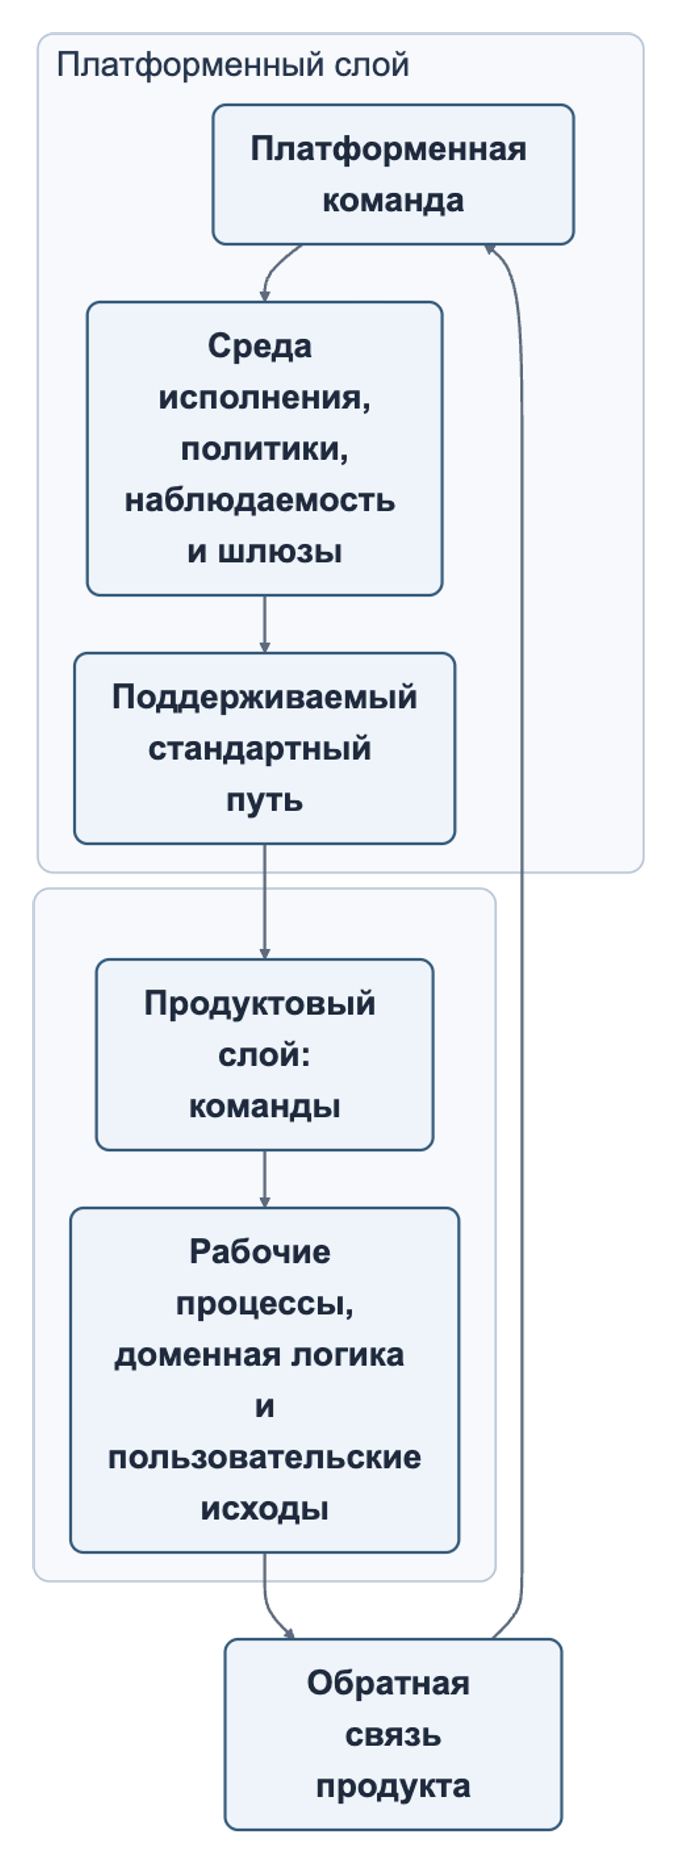 Платформенный слой
Платформенная
команда
Среда
исполнения,
политики,
наблюдаемость
и шлюзы
Поддерживаемый
стандартный
путь
Продуктовый
слой:
команды
Рабочие
процессы,
доменная логика
и
пользовательские
исходы
Обратная
связь
продукта